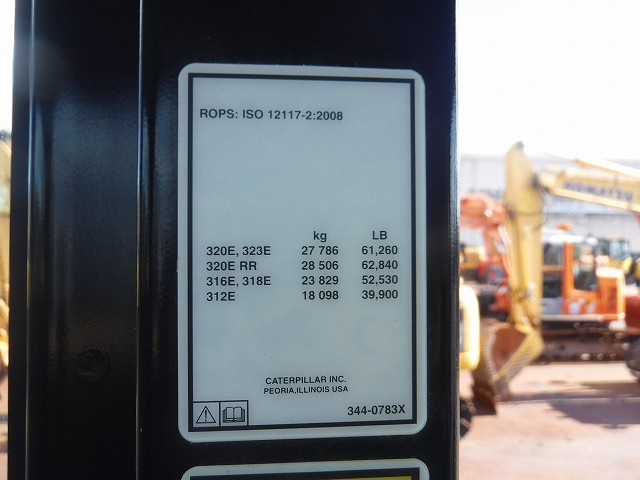 ROPS: ISO 12117-2:2008
kg LB
320E, 323E 27 786 61,260
320E RR 28 506 62,840
316E, 318E 23 829 52,530
312E 18 098 39,900
CATERPILLAR INC.
PEORIA,ILLINOIS USA
344-0783X
KOMATSU